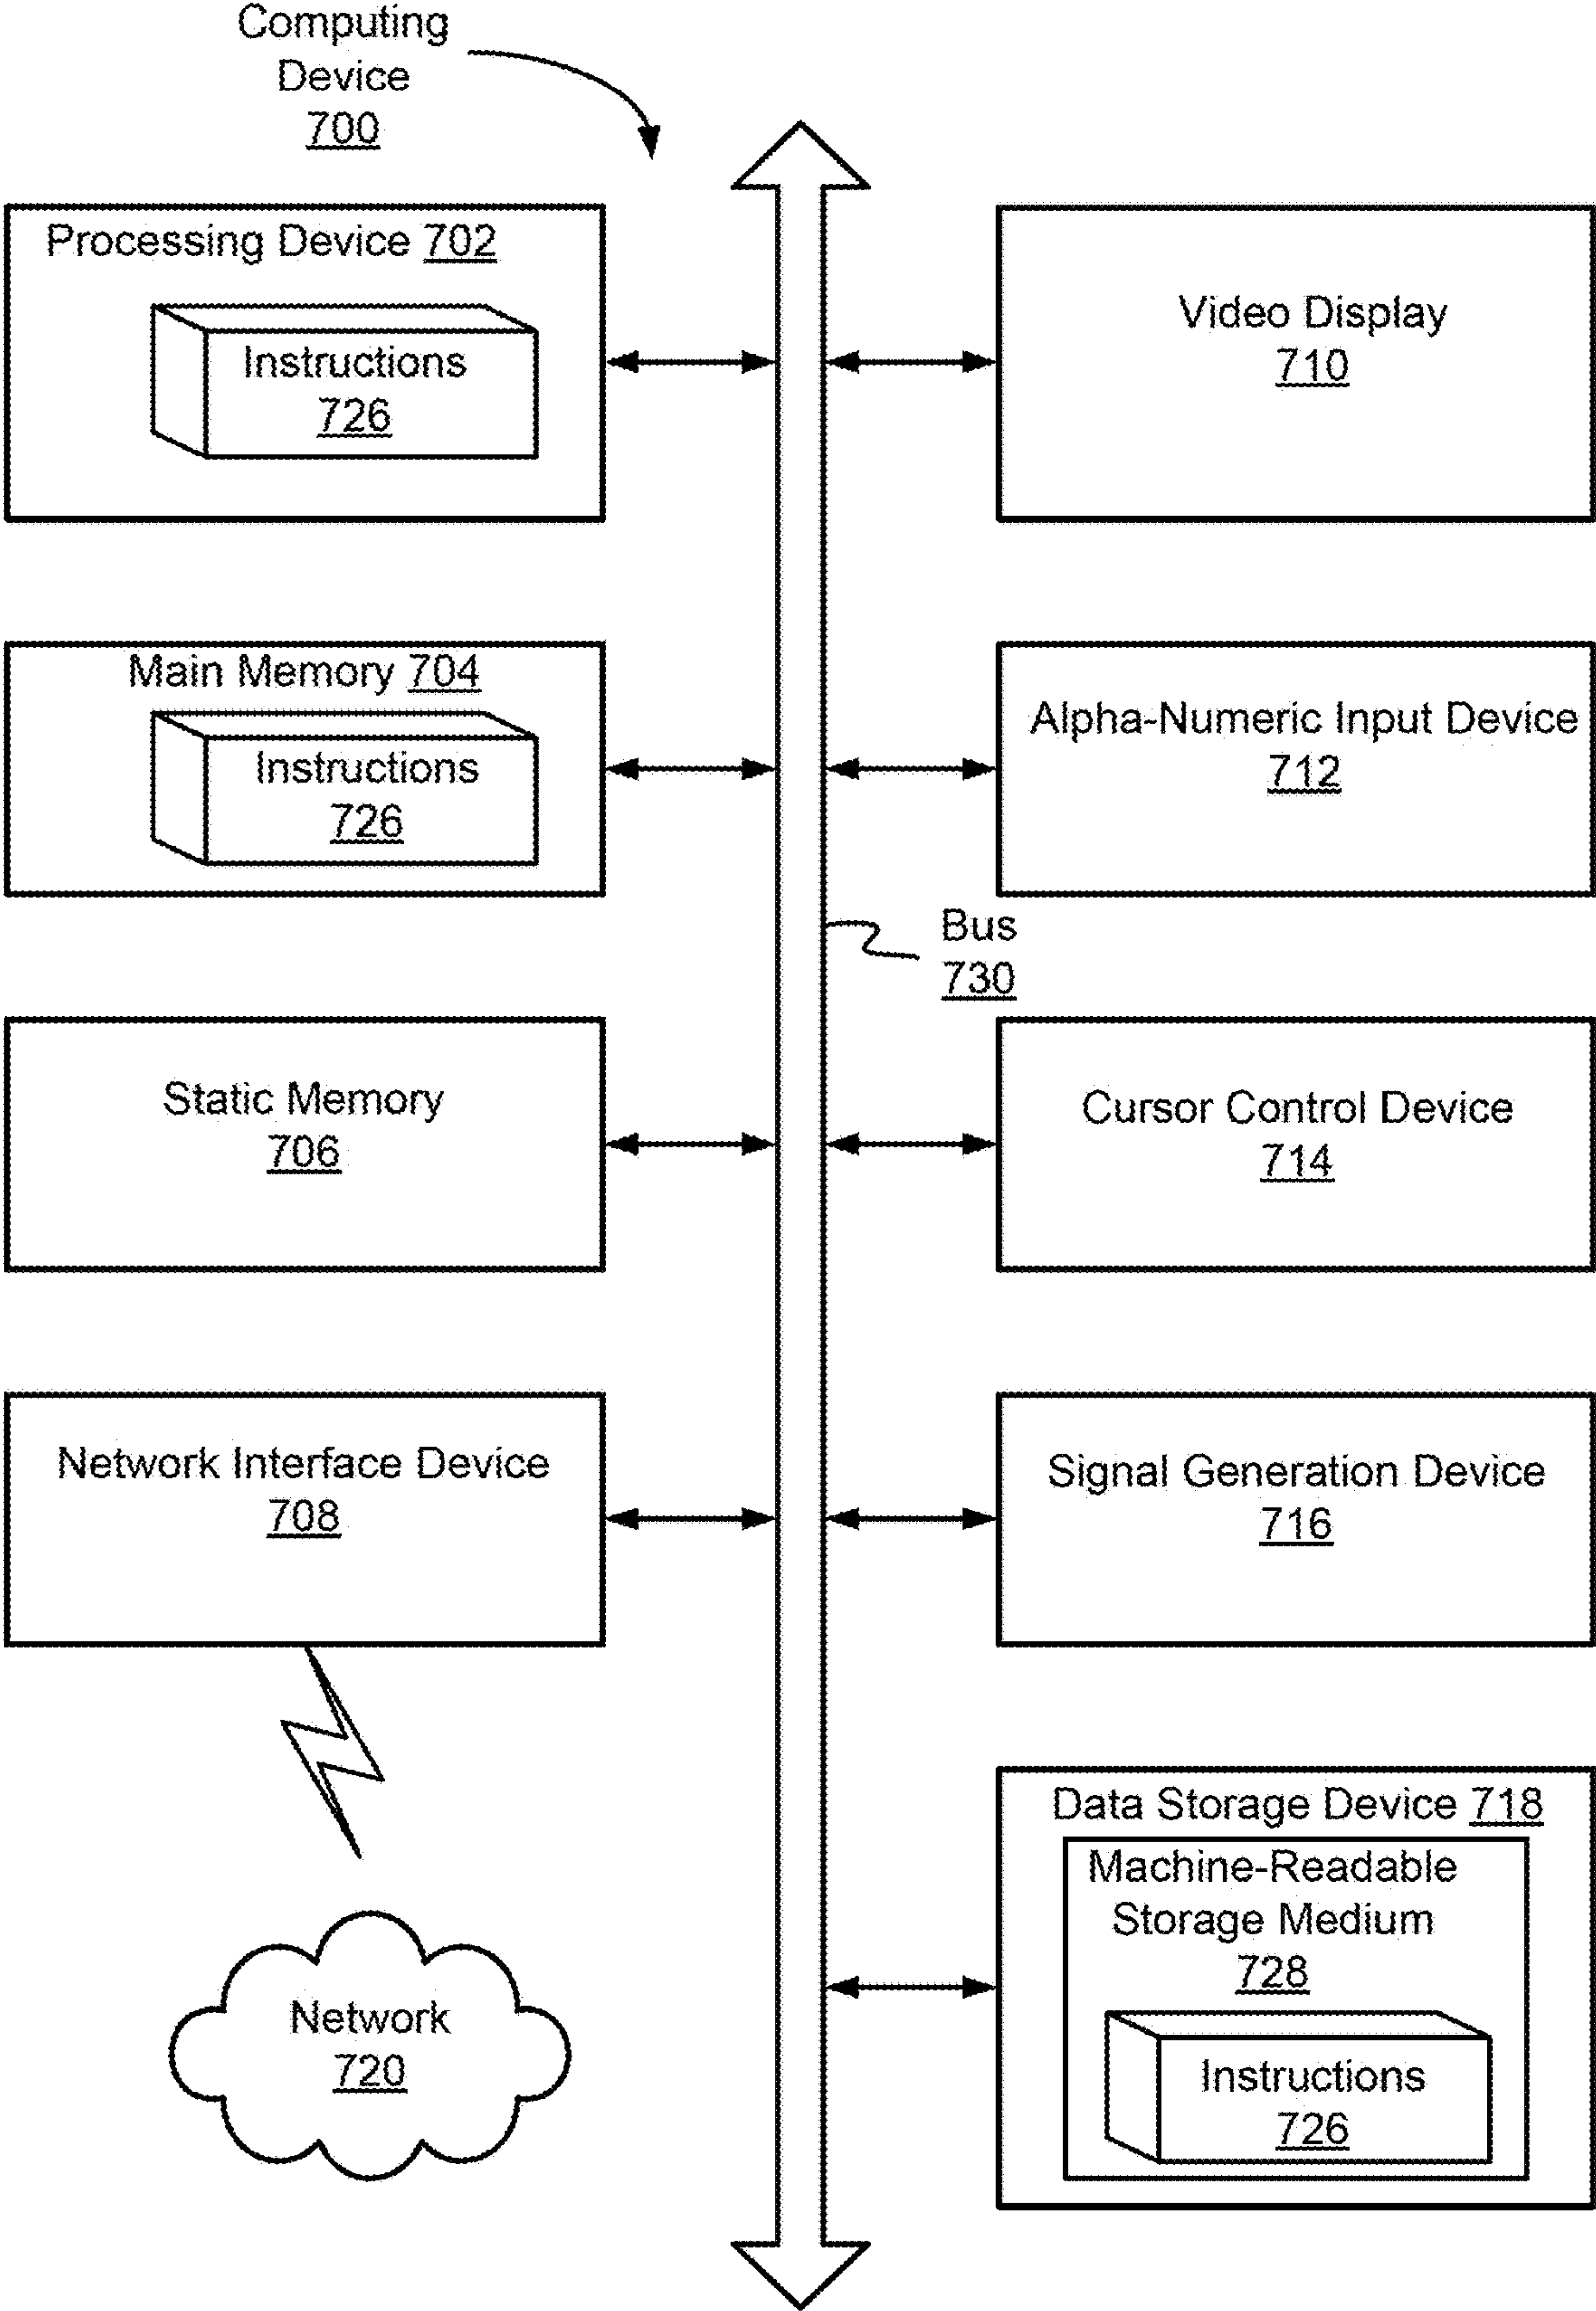 Computing
Device
700
Processing Device 702
Instructions
726
Video Display
710
Main Memory 704
Instructions
726
Alpha-Numeric Input Device
712
Bus
730
Static Memory
706
Cursor Control Device
714
Network Interface Device
708
Signal Generation Device
716
Data Storage Device 718
Machine-Readable
Storage Medium
728
Instructions
726
Network
720